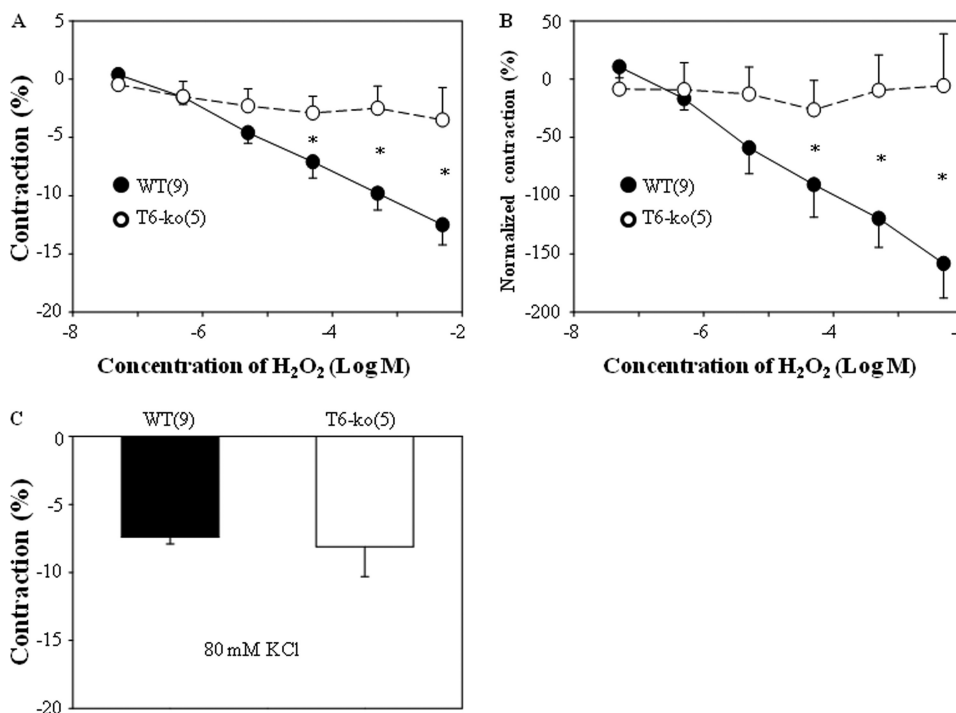 A
Contraction (%)
5
0
-5
-10
-15
-20
WT(9)
T6-ko(5)
*
*
*
-8
-6
-4
-2
Concentration of H₂O₂ (Log M)
B
Normalized contraction (%)
50
0
-50
-100
-150
-200
WT(9)
T6-ko(5)
*
*
*
-8
-6
-4
Concentration of H₂O₂ (Log M)
C
WT(9)
T6-ko(5)
Contraction (%)
0
-5
-10
-15
-20
80 mM KCl